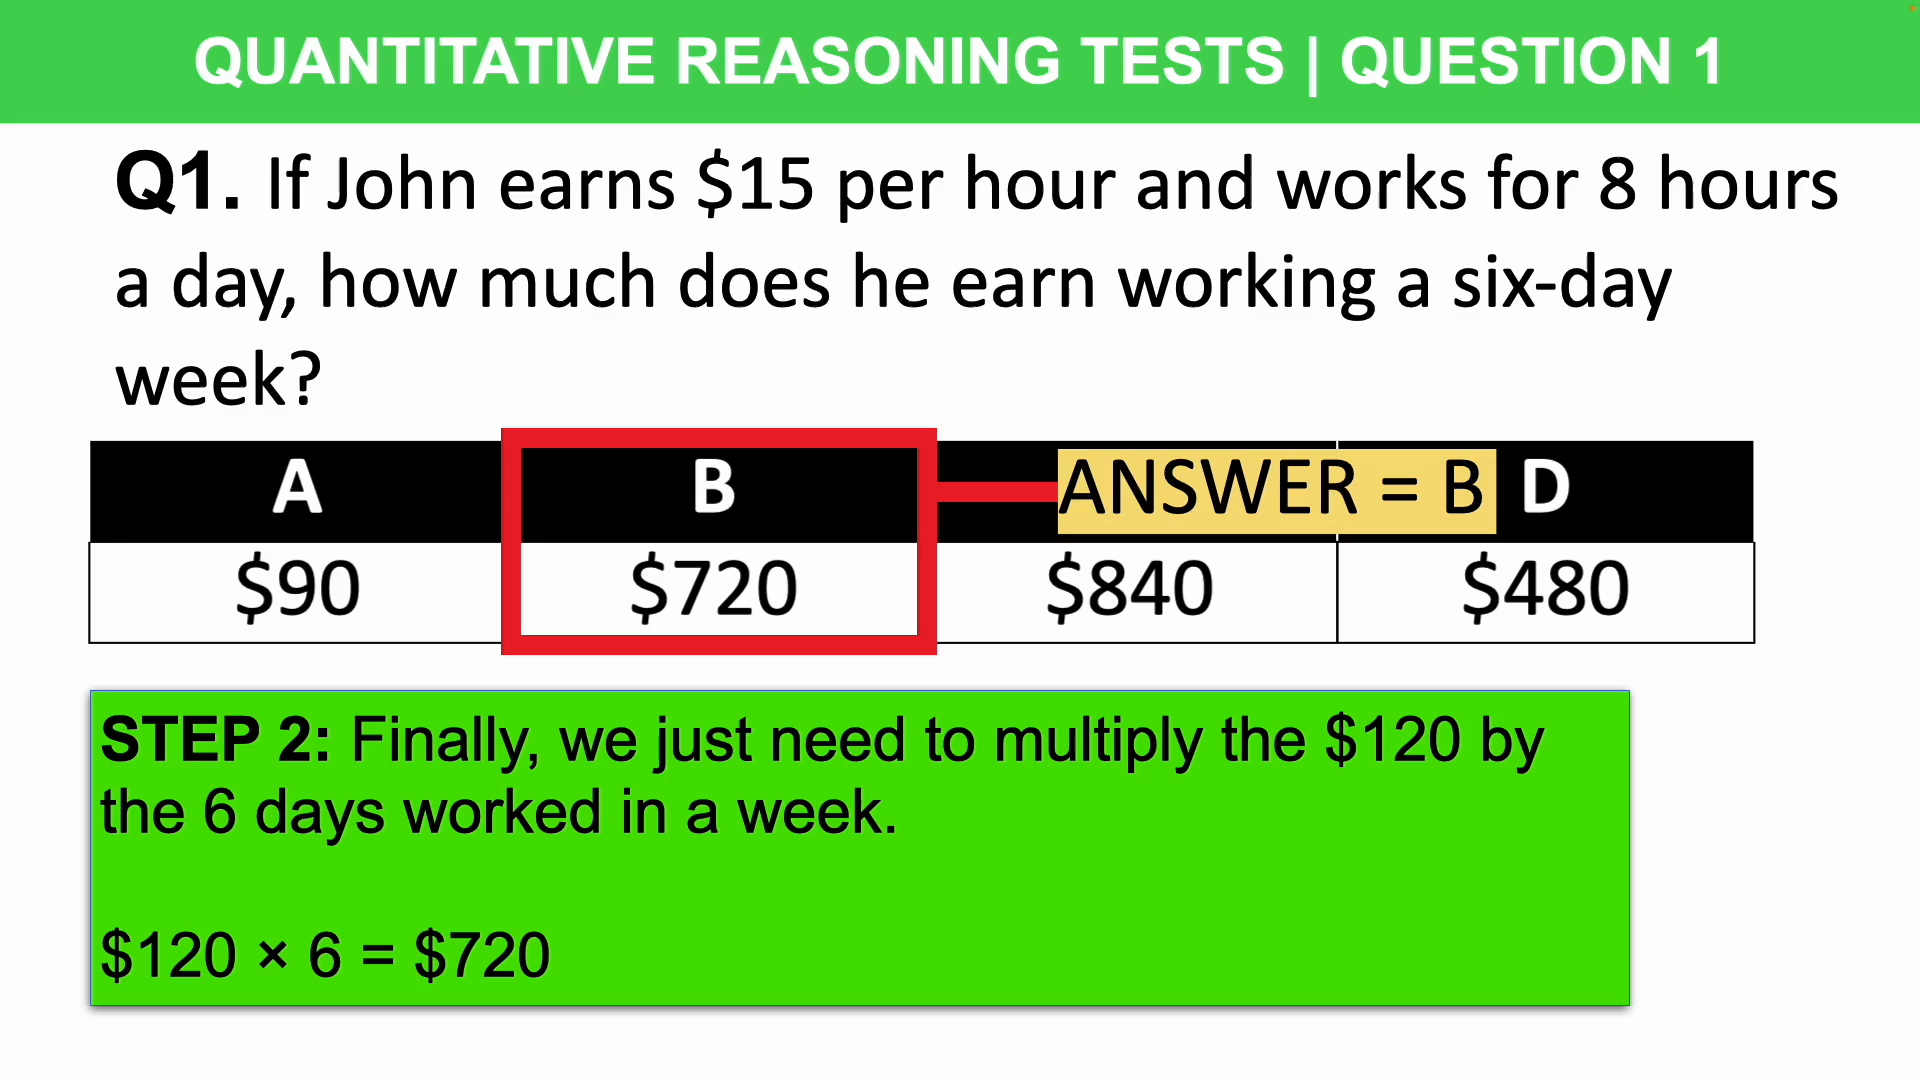 QUANTITATIVE REASONING TESTS | QUESTION 1
Q1. If John earns $15 per hour and works for 8 hours
a day, how much does he earn working a six-day
week?
A B ANSWER = B D
$90 $720 $840 $480
STEP 2: Finally, we just need to multiply the $120 by
the 6 days worked in a week.
$120 × 6 = $720